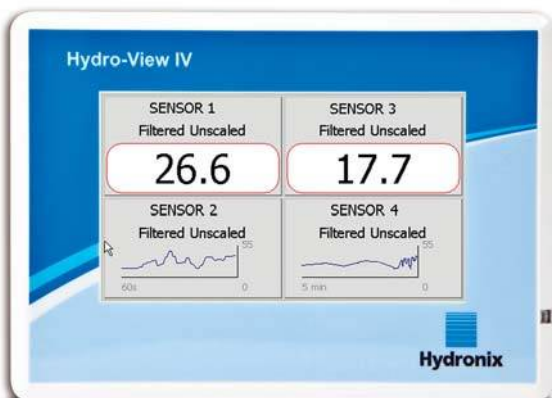 Hydro-View IV
SENSOR 1
Filtered Unscaled
26.6
SENSOR 3
Filtered Unscaled
17.7
SENSOR 2
Filtered Unscaled
55
60s
0
SENSOR 4
Filtered Unscaled
55
5 min
0
Hydronix